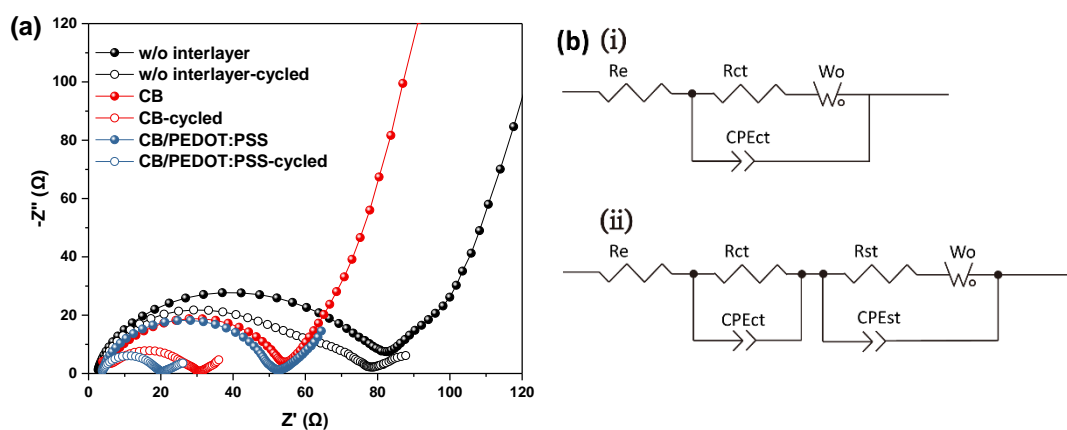 (a)
120
100
80
60
40
20
0
-Z'' (Ω)
w/o interlayer
w/o interlayer-cycled
CB
CB-cycled
CB/PEDOT:PSS
CB/PEDOT:PSS-cycled
0 20 40 60 80 100 120
Z' (Ω)
(b) (i)
Re Rct Wo
CPEct
(ii)
Re Rct Rst Wo
CPEct CPEst